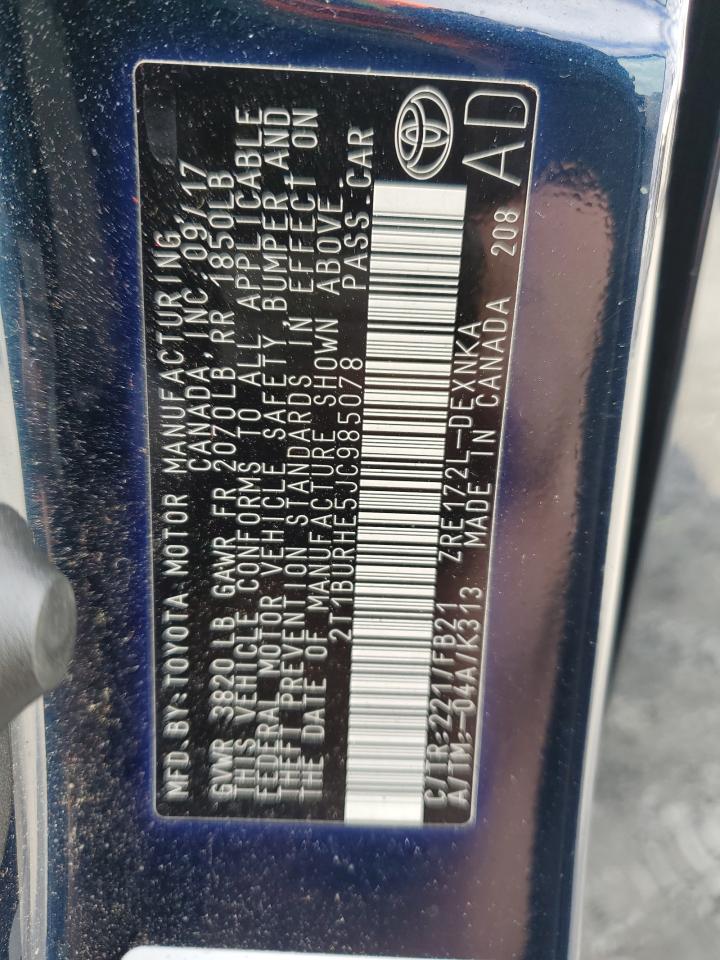 MFD.BY:TOYOTA MOTOR MANUFACTURING
CANADA,INC.09/17
GVWR 3820LB GAWR FR 2070LB RR 1850LB
THIS VEHICLE CONFORMS TO ALL APPLICABLE
FEDERAL MOTOR VEHICLE SAFETY,BUMPER,AND
THEFT PREVENTION STANDARDS IN EFFECT ON
THE DATE OF MANUFACTURE SHOWN ABOVE.
2T1BURHE5JC985078 PASS.CAR
C/TR:221/FB21 ZRE172L-DEXNKA
A/TM:-04A/K313 MADE IN CANADA 208
AD